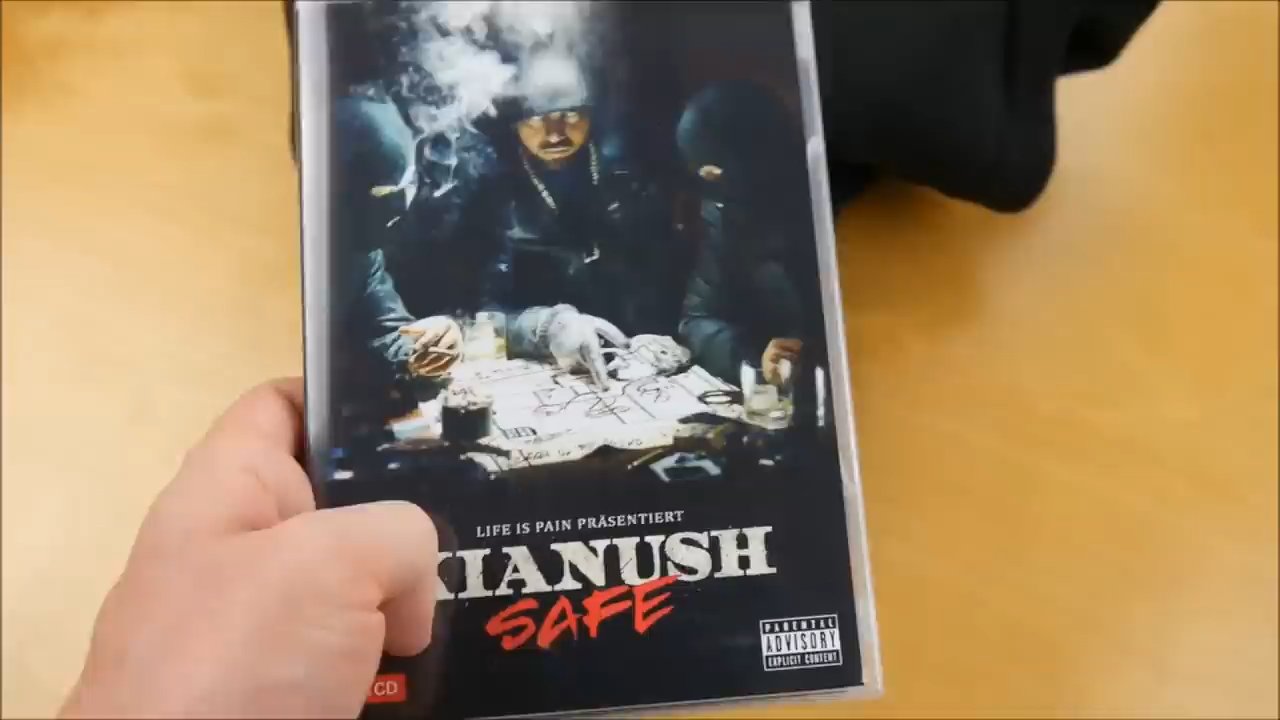 LIFE IS PAIN PRÄSENTIERT
KIANUSH
SAFE
PARENTAL
ADVISORY
EXPLICIT CONTENT
CD